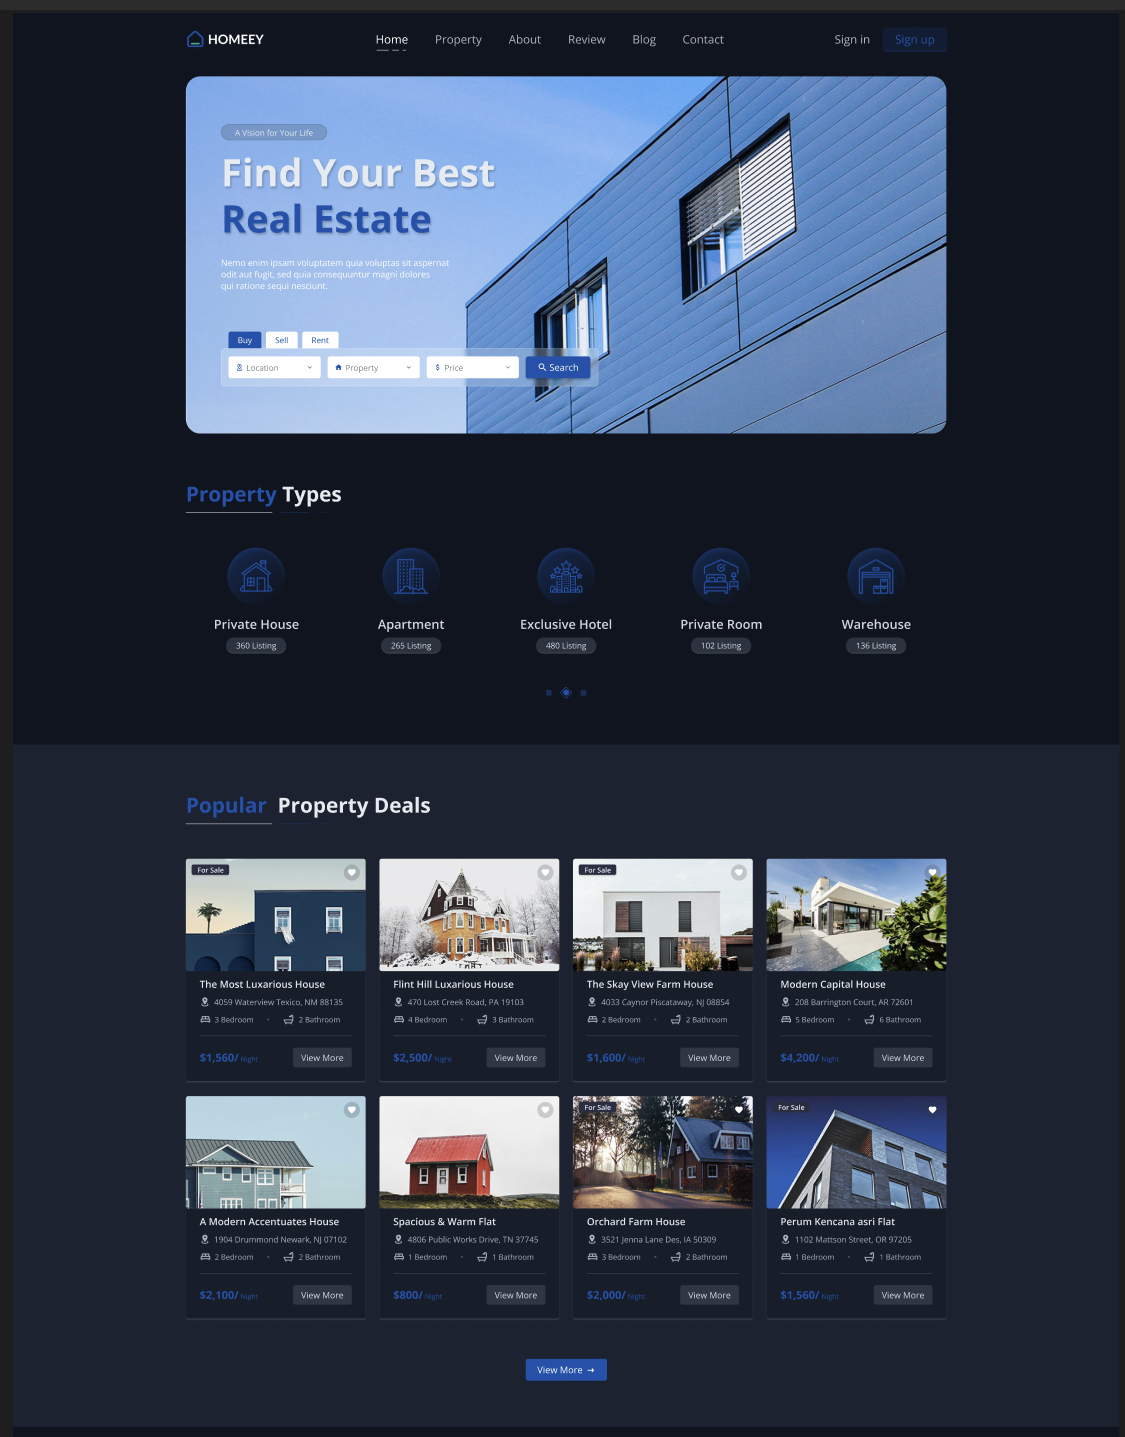 HOMEEY
Home Property About Review Blog Contact
Sign in Sign up
A Vision for Your Life
Find Your Best
Real Estate
Nemo enim ipsam voluptatem quia voluptas sit aspernat
odit aut fugit, sed quia consequuntur magni dolores
qui ratione sequi nesciunt.
Buy Sell Rent
Location Property $ Price Search
Property Types
Private House Apartment Exclusive Hotel Private Room Warehouse
360 Listing 265 Listing 480 Listing 102 Listing 136 Listing
Popular Property Deals
For Sale For Sale
The Most Luxarious House Flint Hill Luxarious House The Skay View Farm House Modern Capital House
4059 Waterview Texico, NM 88135 470 Lost Creek Road, PA 19103 4033 Caynor Piscataway, NJ 08854 208 Barrington Court, AR 72601
3 Bedroom 2 Bathroom 4 Bedroom 3 Bathroom 2 Bedroom 2 Bathroom 5 Bedroom 6 Bathroom
$1,560/ Night View More $2,500/ Night View More $1,600/ Night View More $4,200/ Night View More
For Sale For Sale
A Modern Accentuates House Spacious & Warm Flat Orchard Farm House Perum Kencana asri Flat
1904 Drummond Newark, NJ 07102 4806 Public Works Drive, TN 37745 3521 Jenna Lane Des, IA 50309 1102 Mattson Street, OR 97205
2 Bedroom 2 Bathroom 1 Bedroom 1 Bathroom 3 Bedroom 2 Bathroom 1 Bedroom 1 Bathroom
$2,100/ Night View More $800/ Night View More $2,000/ Night View More $1,560/ Night View More
View More →